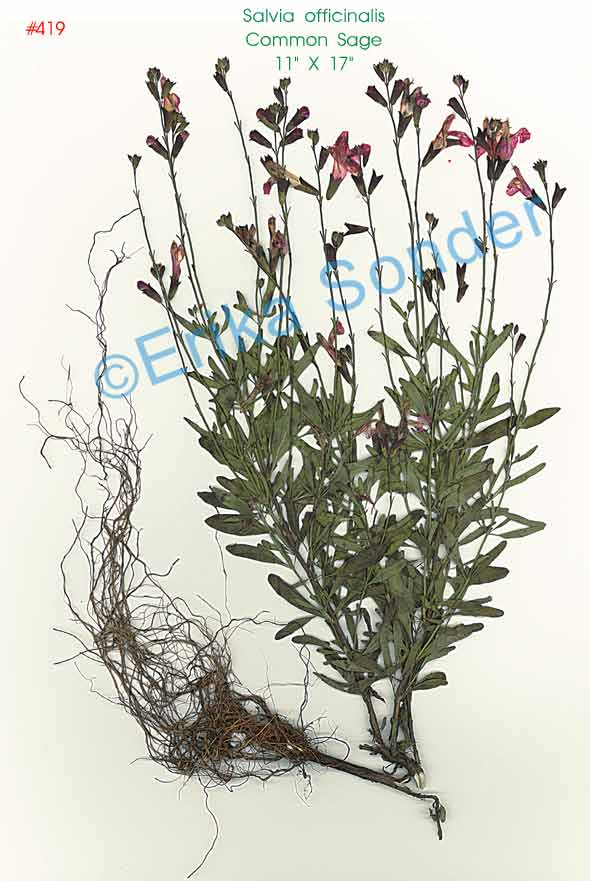 #419
Salvia officinalis
Common Sage
11" X 17"
©Erika Sonder